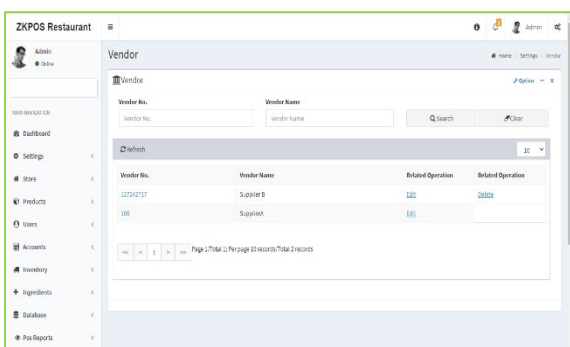 ZKPOS Restaurant
Admin
Admin
Online
MAIN NAVIGATION
Dashboard
Settings
Store
Products
Users
Accounts
Inventory
Ingredients
Database
Pos Reports
Vendor
Home > Settings > Vendor
Vendor
Option
Vendor No.
Vendor Name
Vendor No.
Vendor Name
Search
Clear
Refresh
10
Vendor No. Vendor Name Related Operation Related Operation
127242717 Supplier B Edit Delete
100 SupplierA Edit
<< < 1 > >> Page 1/Total 1; Per page 10 records/Total 2 records